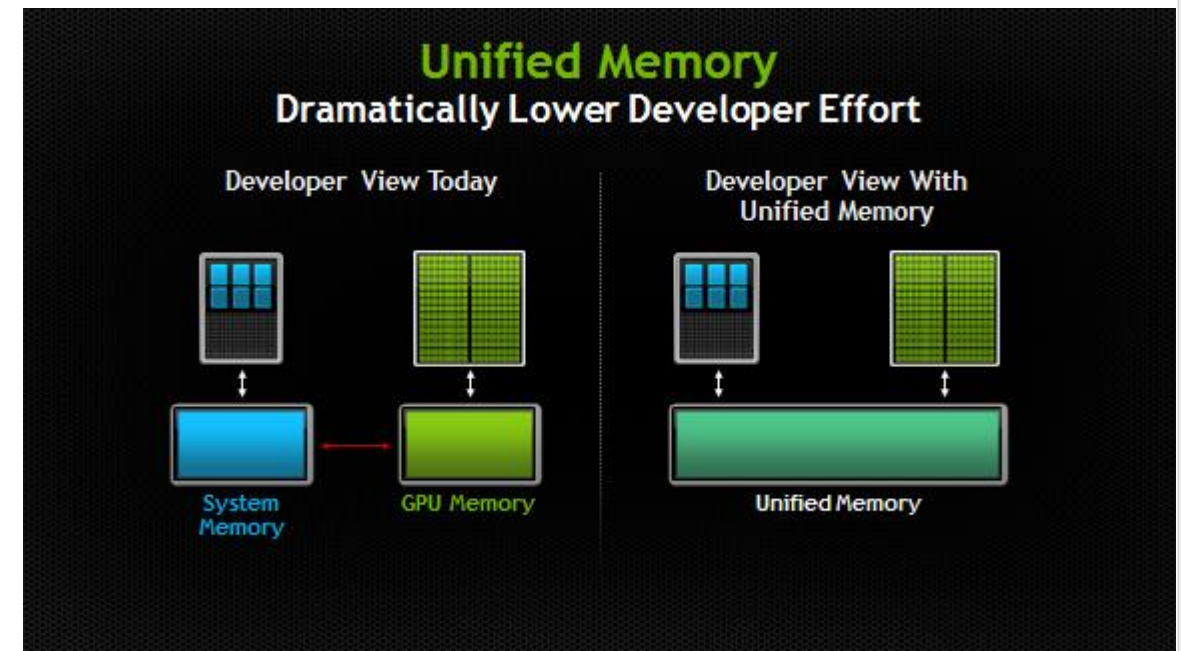 Unified Memory
Dramatically Lower Developer Effort
Developer View Today
Developer View With
Unified Memory
System
Memory
GPU Memory
Unified Memory